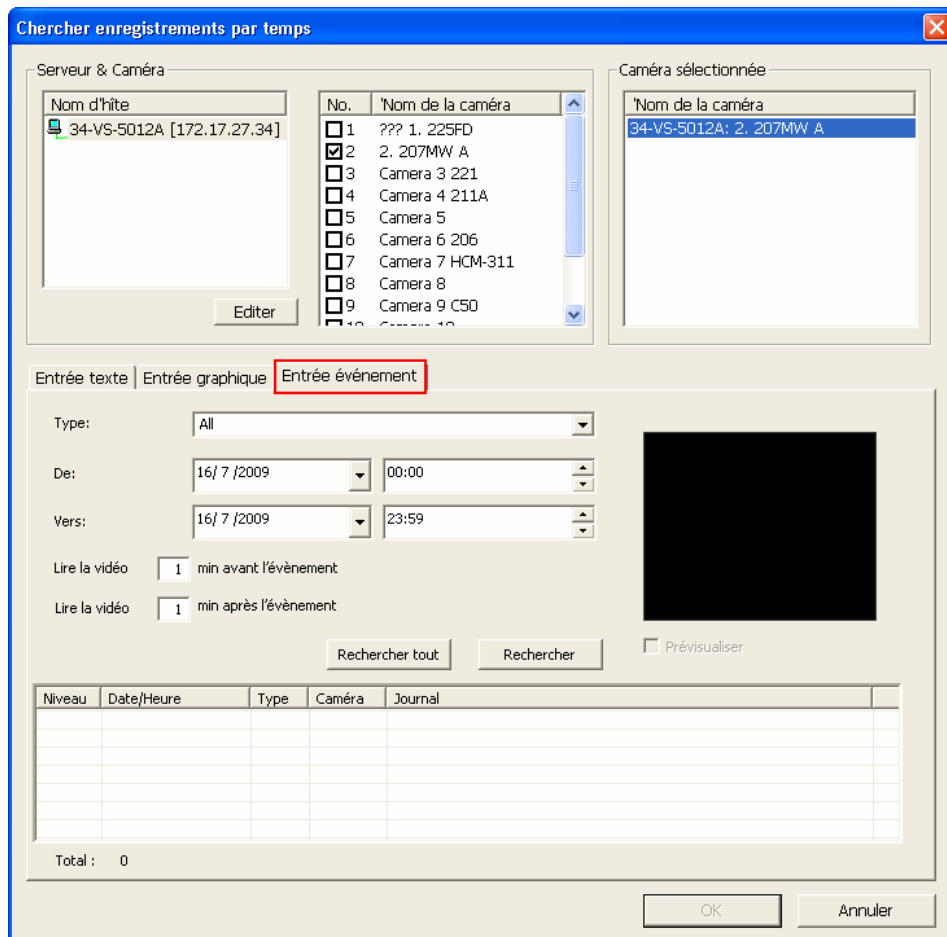 Chercher enregistrements par temps
Serveur & Caméra
Nom d'hîte
34-VS-5012A [172.17.27.34]
Editer
No. 'Nom de la caméra
1 ??? 1. 225FD
2 2. 207MW A
3 Camera 3 221
4 Camera 4 211A
5 Camera 5
6 Camera 6 206
7 Camera 7 HCM-311
8 Camera 8
9 Camera 9 C50
10 Camera 10
Caméra sélectionnée
'Nom de la caméra
34-VS-5012A: 2. 207MW A
Entrée texte Entrée graphique Entrée événement
Type: All
De: 16/ 7 /2009 00:00
Vers: 16/ 7 /2009 23:59
Lire la vidéo 1 min avant l'évènement
Lire la vidéo 1 min après l'évènement
Rechercher tout Rechercher
Prévisualiser
Niveau Date/Heure Type Caméra Journal
Total : 0
OK Annuler